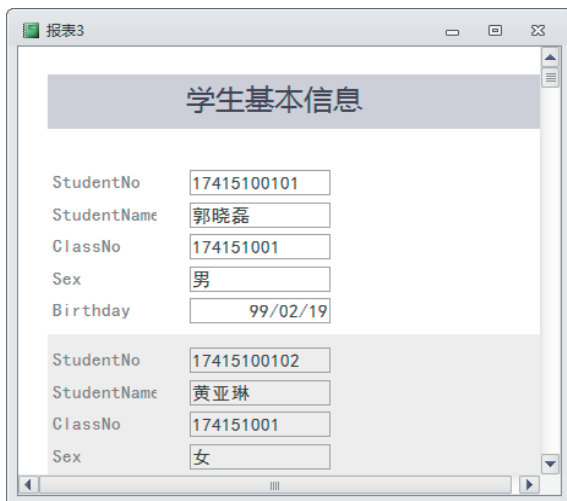 报表3
学生基本信息
StudentNo 17415100101
StudentName 郭晓磊
ClassNo 174151001
Sex 男
Birthday 99/02/19
StudentNo 17415100102
StudentName 黄亚琳
ClassNo 174151001
Sex 女